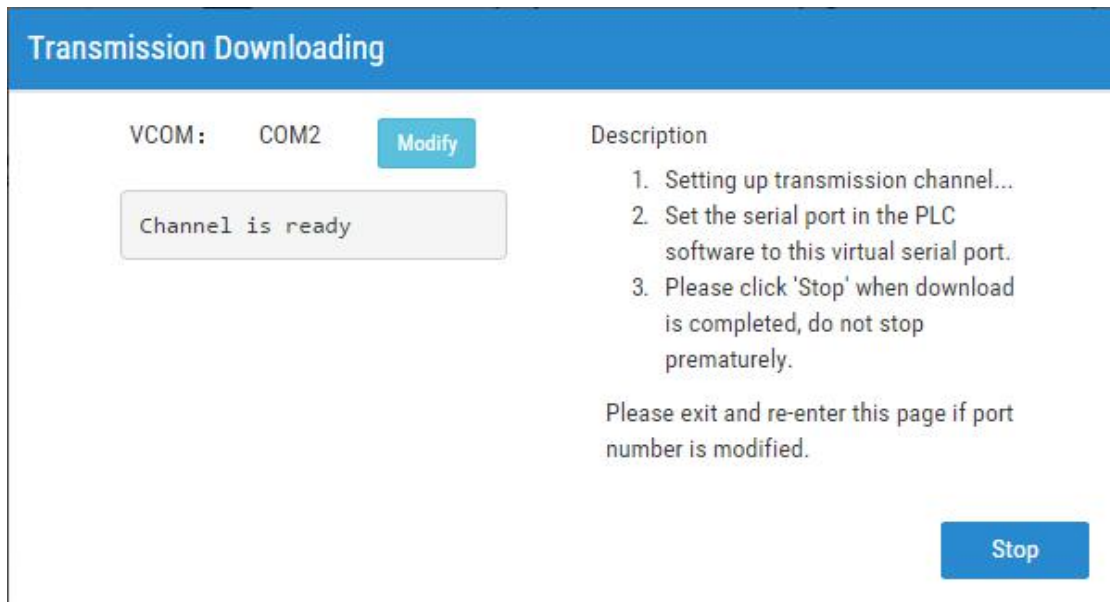 Transmission Downloading
VCOM： COM2 Modify
Channel is ready
Description
1. Setting up transmission channel...
2. Set the serial port in the PLC
software to this virtual serial port.
3. Please click 'Stop' when download
is completed, do not stop
prematurely.
Please exit and re-enter this page if port
number is modified.
Stop